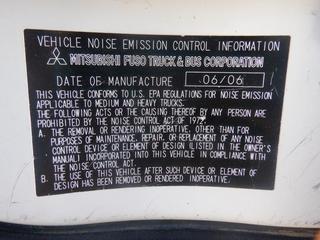 VEHICLE NOISE EMISSION CONTROL INFORMATION
MITSUBISHI FUSO TRUCK & BUS CORPORATION
DATE OF MANUFACTURE 06/06
THIS VEHICLE CONFORMS TO U.S. EPA REGULATIONS FOR NOISE EMISSION
APPLICABLE TO MEDIUM AND HEAVY TRUCKS.
THE FOLLOWING ACTS OR THE CAUSING THEREOF BY ANY PERSON ARE
PROHIBITED BY THE NOISE CONTROL ACT OF 1972.
A. THE REMOVAL OR RENDERING INOPERATIVE, OTHER THAN FOR
PURPOSES OF MAINTENANCE, REPAIR, OR REPLACEMENT OF ANY NOISE
CONTROL DEVICE OR ELEMENT OF DESIGN (LISTED IN THE OWNER'S
MANUAL) INCORPORATED INTO THIS VEHICLE IN COMPLIANCE WITH THE
NOISE CONTROL ACT.
B. THE USE OF THIS VEHICLE AFTER SUCH DEVICE OR ELEMENT OF
DESIGN HAS BEEN REMOVED OR RENDERED INOPERATIVE.